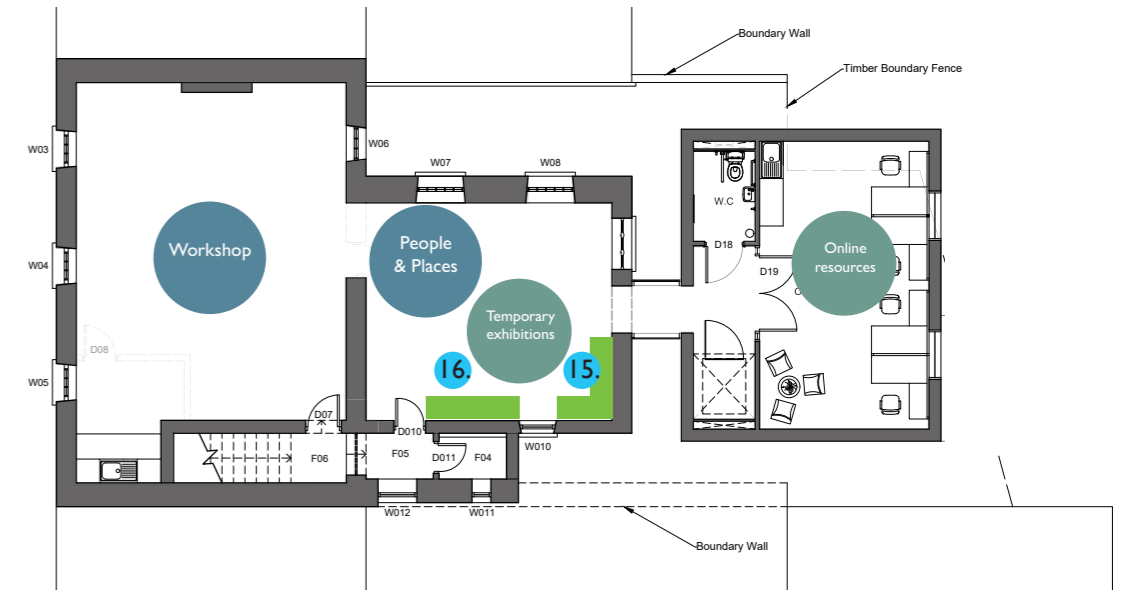 Boundary Wall
Timber Boundary Fence
W03
W06
W07
W08
W.C
Workshop
People
& Places
Online
resources
D18
W04
D19
Temporary
exhibitions
D08
16.
15.
W05
D07
D010
W010
F06
F05
D011
F04
W012
W011
Boundary Wall